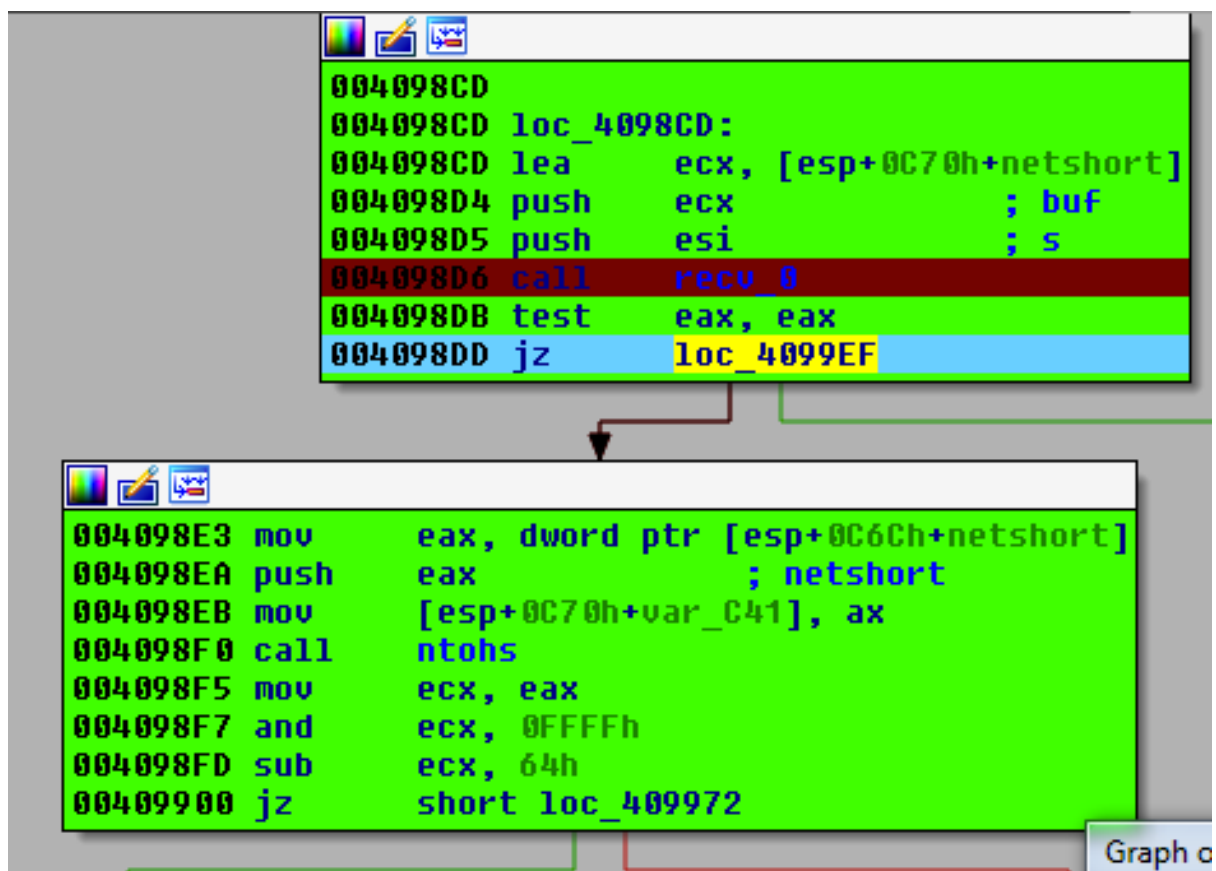 004098CD
004098CD loc_4098CD:
004098CD lea ecx, [esp+0C70h+netshort]
004098D4 push ecx ; buf
004098D5 push esi ; s
004098D6 call recv_0
004098DB test eax, eax
004098DD jz loc_4099EF
004098E3 mov eax, dword ptr [esp+0C6Ch+netshort]
004098EA push eax ; netshort
004098EB mov [esp+0C70h+var_C41], ax
004098F0 call ntohs
004098F5 mov ecx, eax
004098F7 and ecx, 0FFFFh
004098FD sub ecx, 64h
00409900 jz short loc_409972
Graph